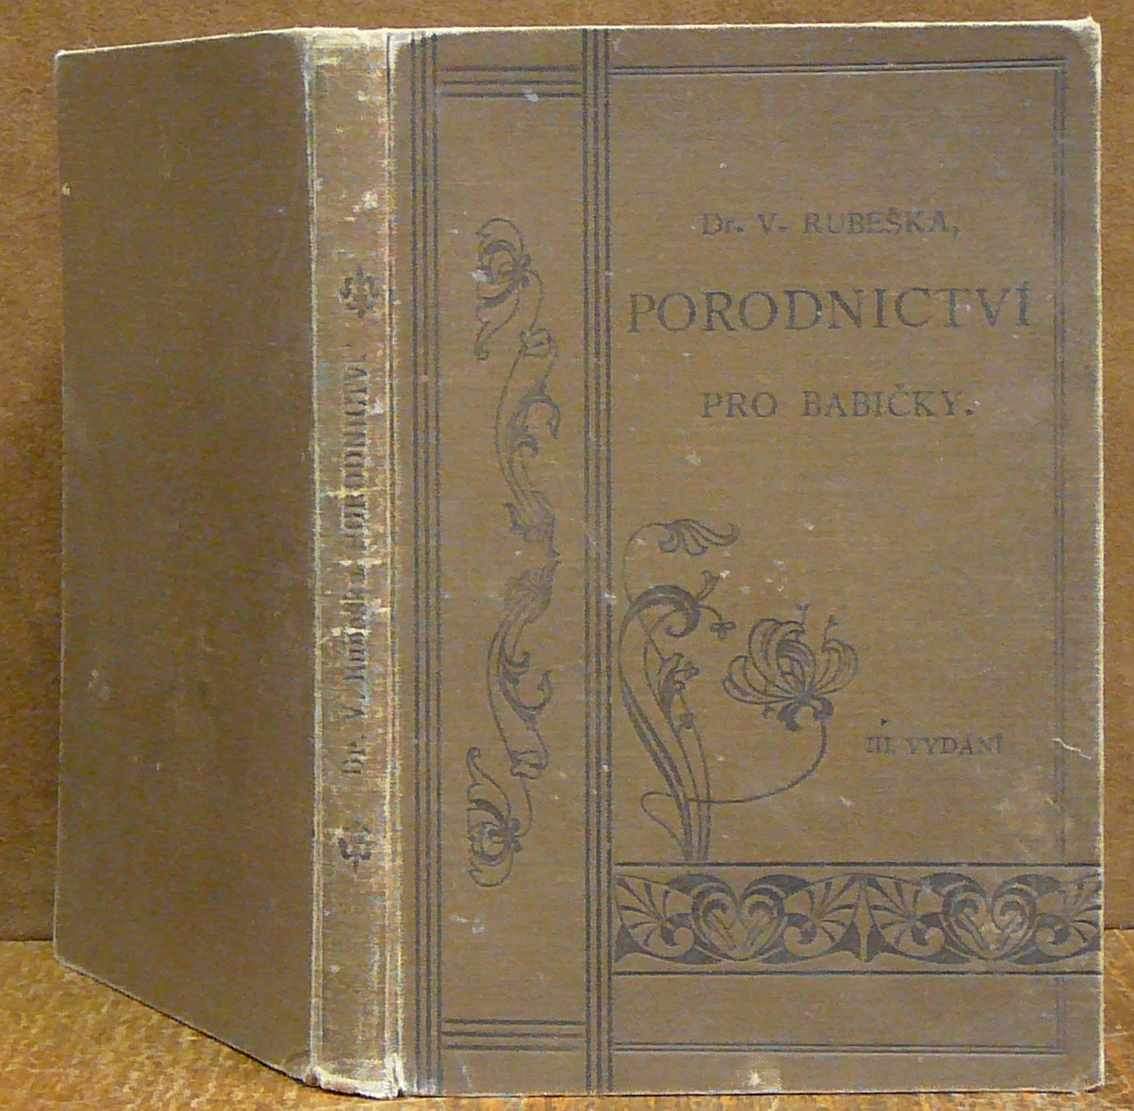 Dr. V. RUBEŠKA,
PORODNICTVÍ
PRO BABIČKY.
III. VYDÁNÍ
Dr. V. RUBEŠKA: PORODNICTVÍ